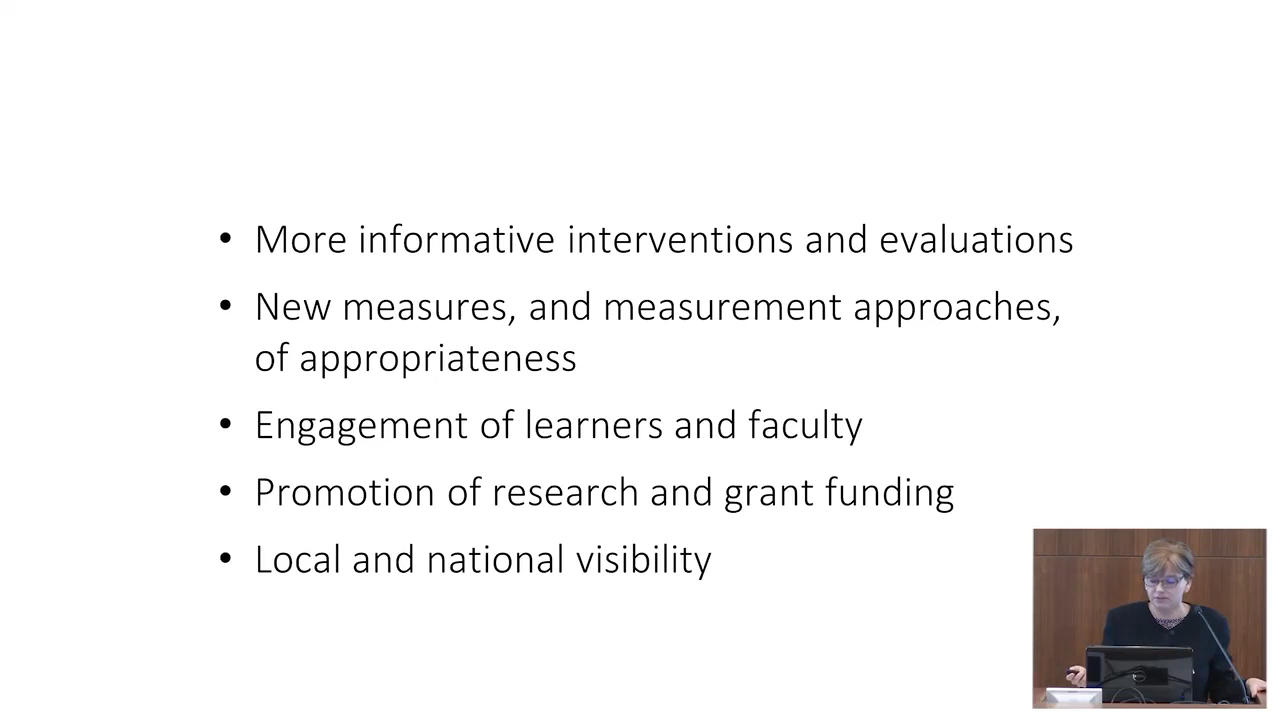 • More informative interventions and evaluations
• New measures, and measurement approaches,
of appropriateness
• Engagement of learners and faculty
• Promotion of research and grant funding
• Local and national visibility